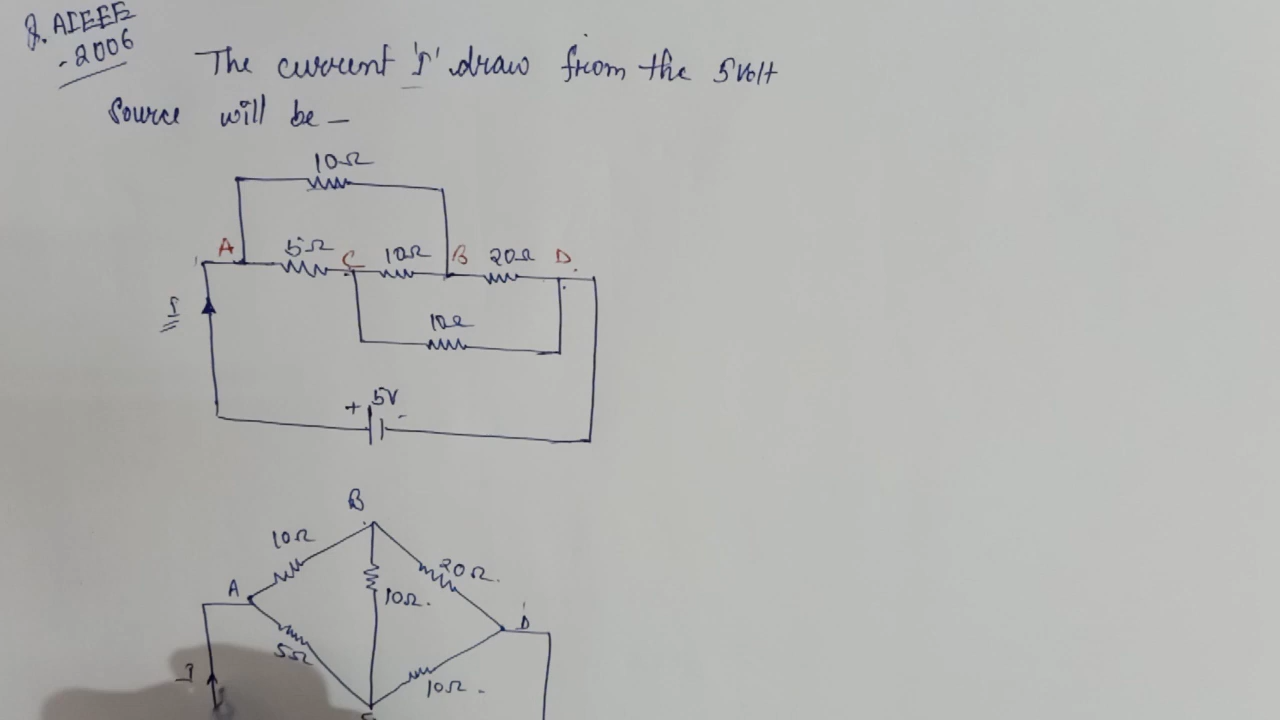 Q. AIEEE
- 2006
The current 'I' draw from the 5 volt
Source will be -
10Ω
A 5Ω C 10Ω B 20Ω D
I
10Ω
+ 5V -
B
10Ω 20Ω
A 10Ω. D
5Ω
I 10Ω.
C